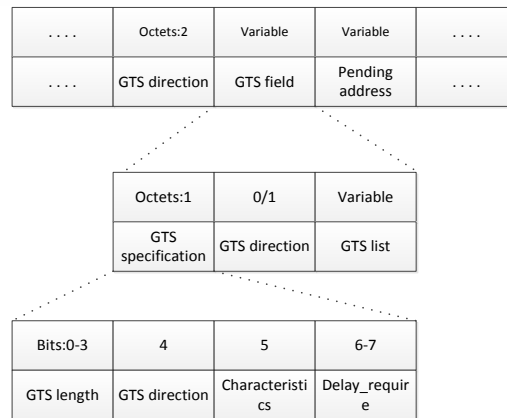 . . . . Octets:2 Variable Variable . . . .
. . . . GTS direction GTS field Pending address . . . .
Octets:1 0/1 Variable
GTS specification GTS direction GTS list
Bits:0-3 4 5 6-7
GTS length GTS direction Characteristi cs Delay_requir e